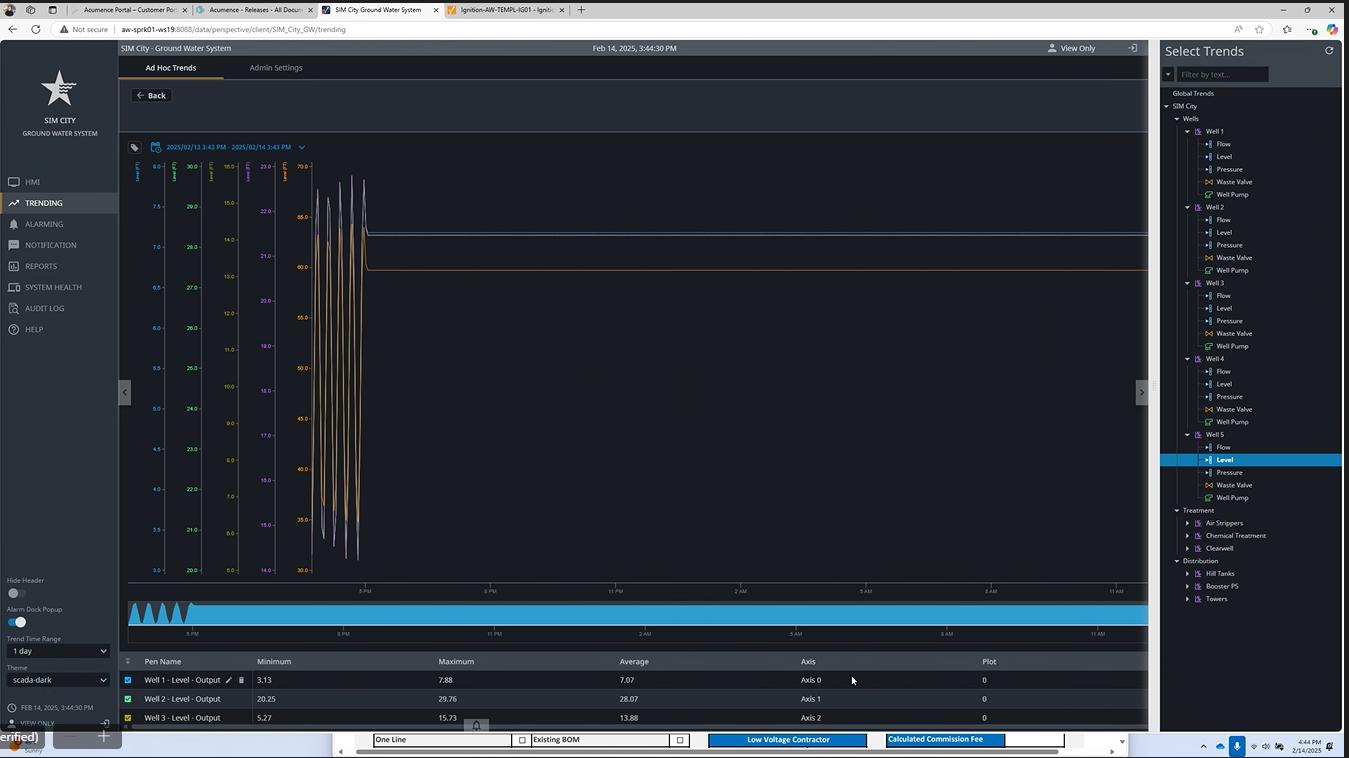 Acumence Portal – Customer Por
Acumence - Releases - All Docum
SIM City Ground Water System
Ignition-AW-TEMPL-IG01 - Igniti
Not secure
aw-sprk01-ws19:8088/data/perspective/client/SIM_City_GW/trending
SIM CITY
GROUND WATER SYSTEM
HMI
TRENDING
ALARMING
NOTIFICATION
REPORTS
SYSTEM HEALTH
AUDIT LOG
HELP
Hide Header
Alarm Dock Popup
Trend Time Range
1 day
Theme
scada-dark
FEB 14, 2025, 3:44:30 PM
VIEW ONLY
erified)
Sunny
SIM City - Ground Water System
Feb 14, 2025, 3:44:30 PM
View Only
Ad Hoc Trends
Admin Settings
Back
2025/02/13 3:43 PM - 2025/02/14 3:43 PM
Level (FT)
8.0
7.5
7.0
6.5
6.0
5.5
5.0
4.5
4.0
3.5
3.0
Level (FT)
30.0
29.0
28.0
27.0
26.0
25.0
24.0
23.0
22.0
21.0
20.0
Level (FT)
16.0
15.0
14.0
13.0
12.0
11.0
10.0
9.0
8.0
7.0
6.0
5.0
Level (FT)
23.0
22.0
21.0
20.0
19.0
18.0
17.0
16.0
15.0
14.0
Level (FT)
70.0
65.0
60.0
55.0
50.0
45.0
40.0
35.0
30.0
5 PM 8 PM 11 PM 2 AM 5 AM 8 AM 11 AM
5 PM 8 PM 11 PM 2 AM 5 AM 8 AM 11 AM
Pen Name Minimum Maximum Average Axis Plot
Well 1 - Level - Output 3.13 7.88 7.07 Axis 0 0
Well 2 - Level - Output 20.25 29.76 28.07 Axis 1 0
Well 3 - Level - Output 5.27 15.73 13.88 Axis 2 0
Select Trends
Filter by text...
Global Trends
SIM City
Wells
Well 1
Flow
Level
Pressure
Waste Valve
Well Pump
Well 2
Flow
Level
Pressure
Waste Valve
Well Pump
Well 3
Flow
Level
Pressure
Waste Valve
Well Pump
Well 4
Flow
Level
Pressure
Waste Valve
Well Pump
Well 5
Flow
Level
Pressure
Waste Valve
Well Pump
Treatment
Air Strippers
Chemical Treatment
Clearwell
Distribution
Hill Tanks
Booster PS
Towers
One Line
Existing BOM
Low Voltage Contractor
Calculated Commission Fee
4:44 PM
2/14/2025